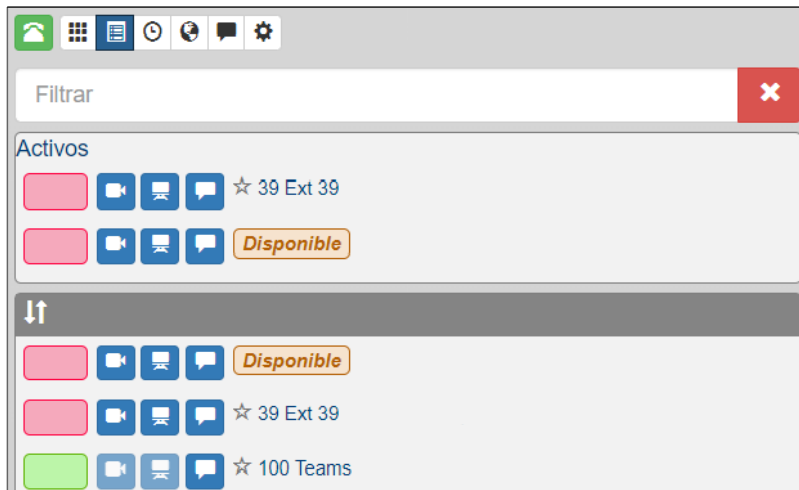 Filtrar
Activos
39 Ext 39
Disponible
Disponible
39 Ext 39
100 Teams